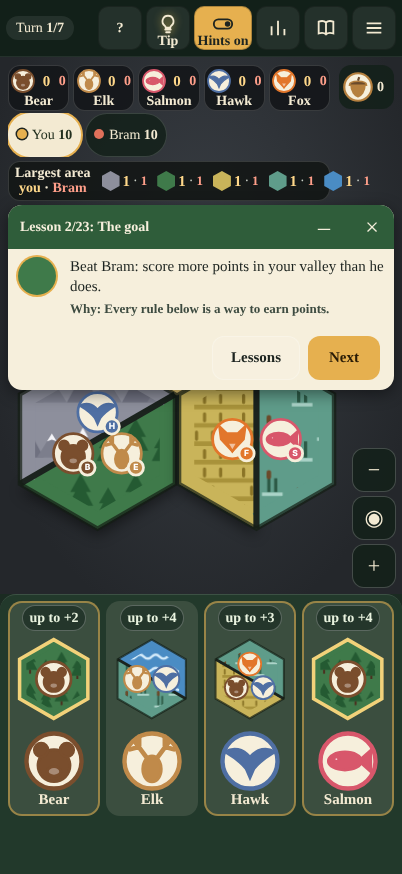 Turn 1/7
?
Tip
Hints on
0 0
Bear
0 0
Elk
0 0
Salmon
0 0
Hawk
0 0
Fox
0
You 10
Bram 10
Largest area
you · Bram
1 · 1
1 · 1
1 · 1
1 · 1
1 · 1
Lesson 2/23: The goal
Beat Bram: score more points in your valley than he
does.
Why: Every rule below is a way to earn points.
Lessons
Next
H
B
E
F
S
up to +2
up to +4
up to +3
up to +4
Bear
Elk
Hawk
Salmon